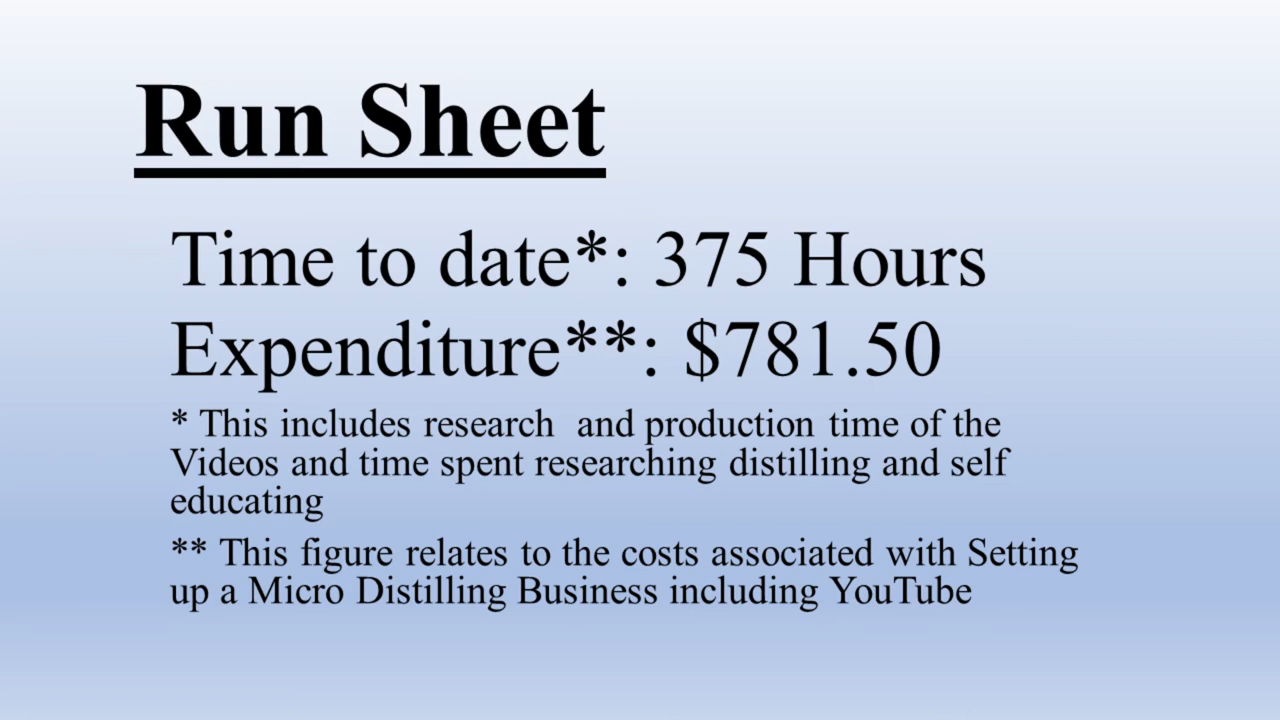 Run Sheet
Time to date*: 375 Hours
Expenditure**: $781.50
* This includes research  and production time of the
Videos and time spent researching distilling and self
educating
** This figure relates to the costs associated with Setting
up a Micro Distilling Business including YouTube